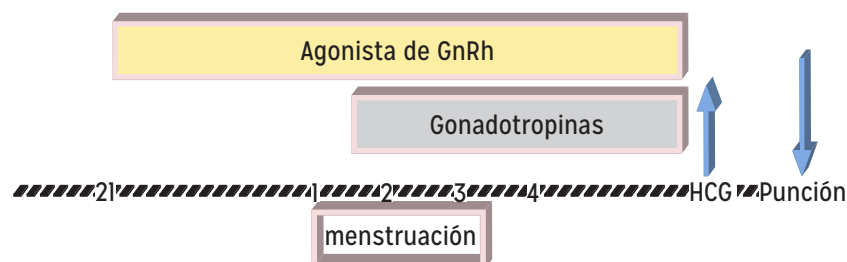 Agonista de GnRh
Gonadotropinas
21 1 2 3 4 HCG Punción
menstruación